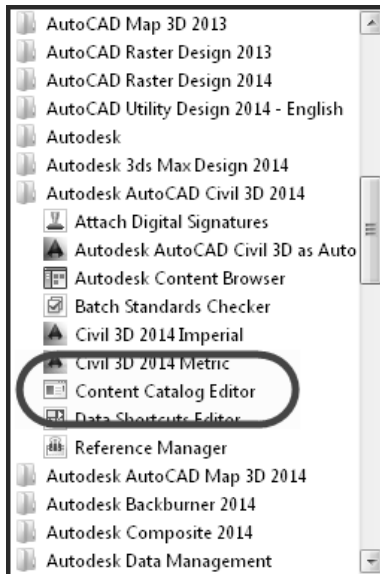 AutoCAD Map 3D 2013
AutoCAD Raster Design 2013
AutoCAD Raster Design 2014
AutoCAD Utility Design 2014 - English
Autodesk
Autodesk 3ds Max Design 2014
Autodesk AutoCAD Civil 3D 2014
Attach Digital Signatures
Autodesk AutoCAD Civil 3D as Auto
Autodesk Content Browser
Batch Standards Checker
Civil 3D 2014 Imperial
Civil 3D 2014 Metric
Content Catalog Editor
Data Shortcuts Editor
Reference Manager
Autodesk AutoCAD Map 3D 2014
Autodesk Backburner 2014
Autodesk Composite 2014
Autodesk Data Management